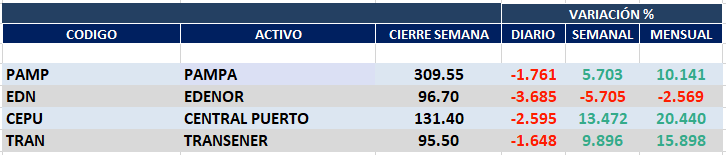 VARIACIÓN %
CODIGO ACTIVO CIERRE SEMANA DIARIO SEMANAL MENSUAL
PAMP PAMPA 309.55 -1.761 5.703 10.141
EDN EDENOR 96.70 -3.685 -5.705 -2.569
CEPU CENTRAL PUERTO 131.40 -2.595 13.472 20.440
TRAN TRANSENER 95.50 -1.648 9.896 15.898